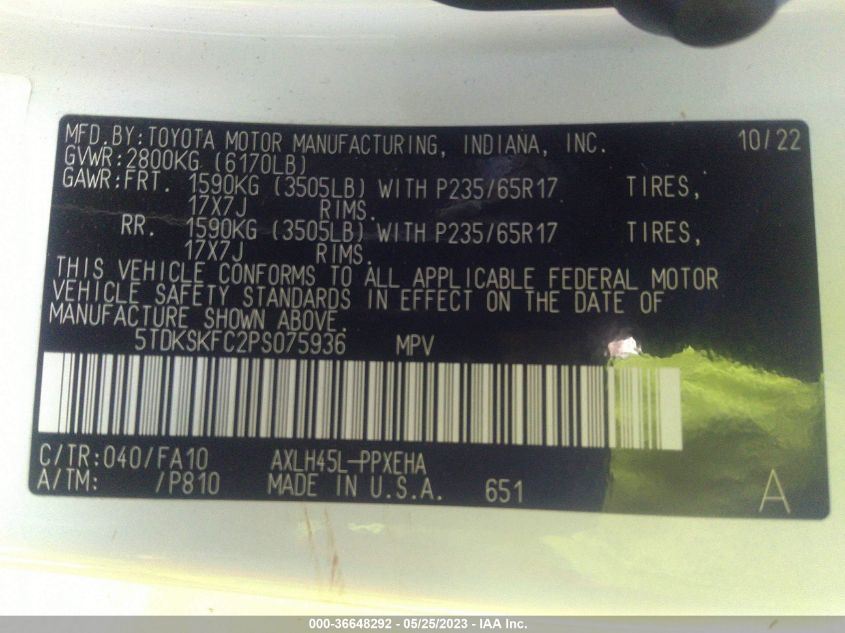 MFD.BY:TOYOTA MOTOR MANUFACTURING, INDIANA, INC. 10/22
GVWR:2800KG (6170LB)
GAWR:FRT. 1590KG (3505LB) WITH P235/65R17 TIRES,
17X7J RIMS.
RR. 1590KG (3505LB) WITH P235/65R17 TIRES,
17X7J RIMS.
THIS VEHICLE CONFORMS TO ALL APPLICABLE FEDERAL MOTOR
VEHICLE SAFETY STANDARDS IN EFFECT ON THE DATE OF
MANUFACTURE SHOWN ABOVE.
5TDKSKFC2PS075936 MPV
C/TR:040/FA10 AXLH45L-PPXEHA
A/TM: /P810 MADE IN U.S.A. 651 A
000-36648292 - 05/25/2023 - IAA Inc.